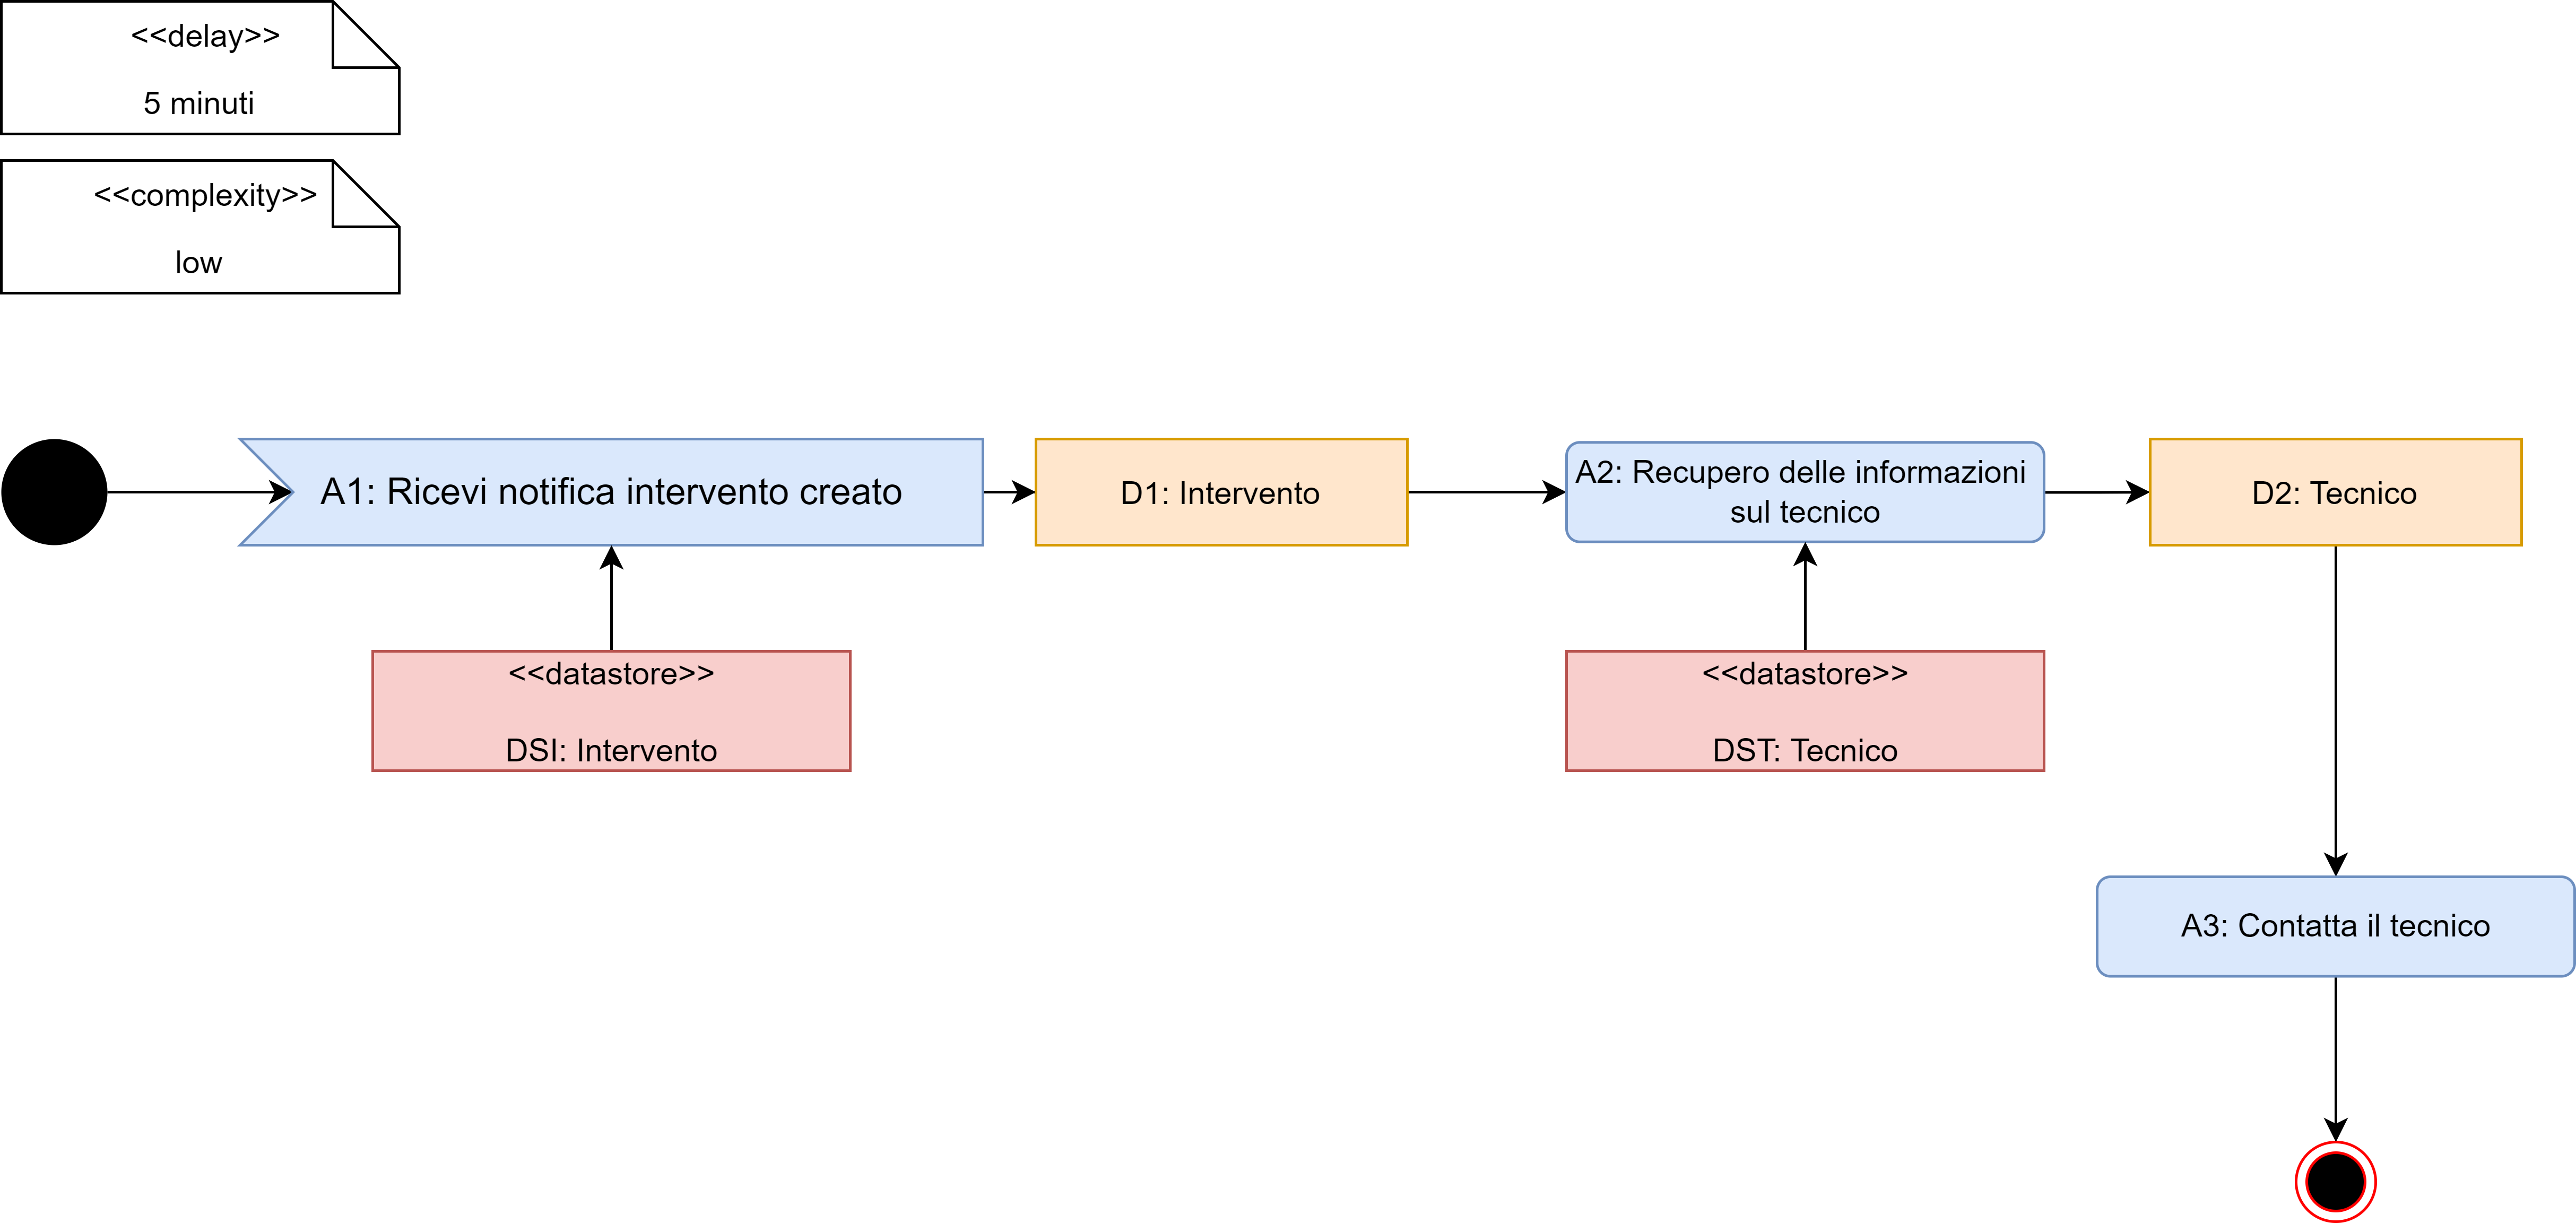 <<delay>>
5 minuti
<<complexity>>
low
A1: Ricevi notifica intervento creato
D1: Intervento
A2: Recupero delle informazioni
sul tecnico
D2: Tecnico
<<datastore>>
DSI: Intervento
<<datastore>>
DST: Tecnico
A3: Contatta il tecnico